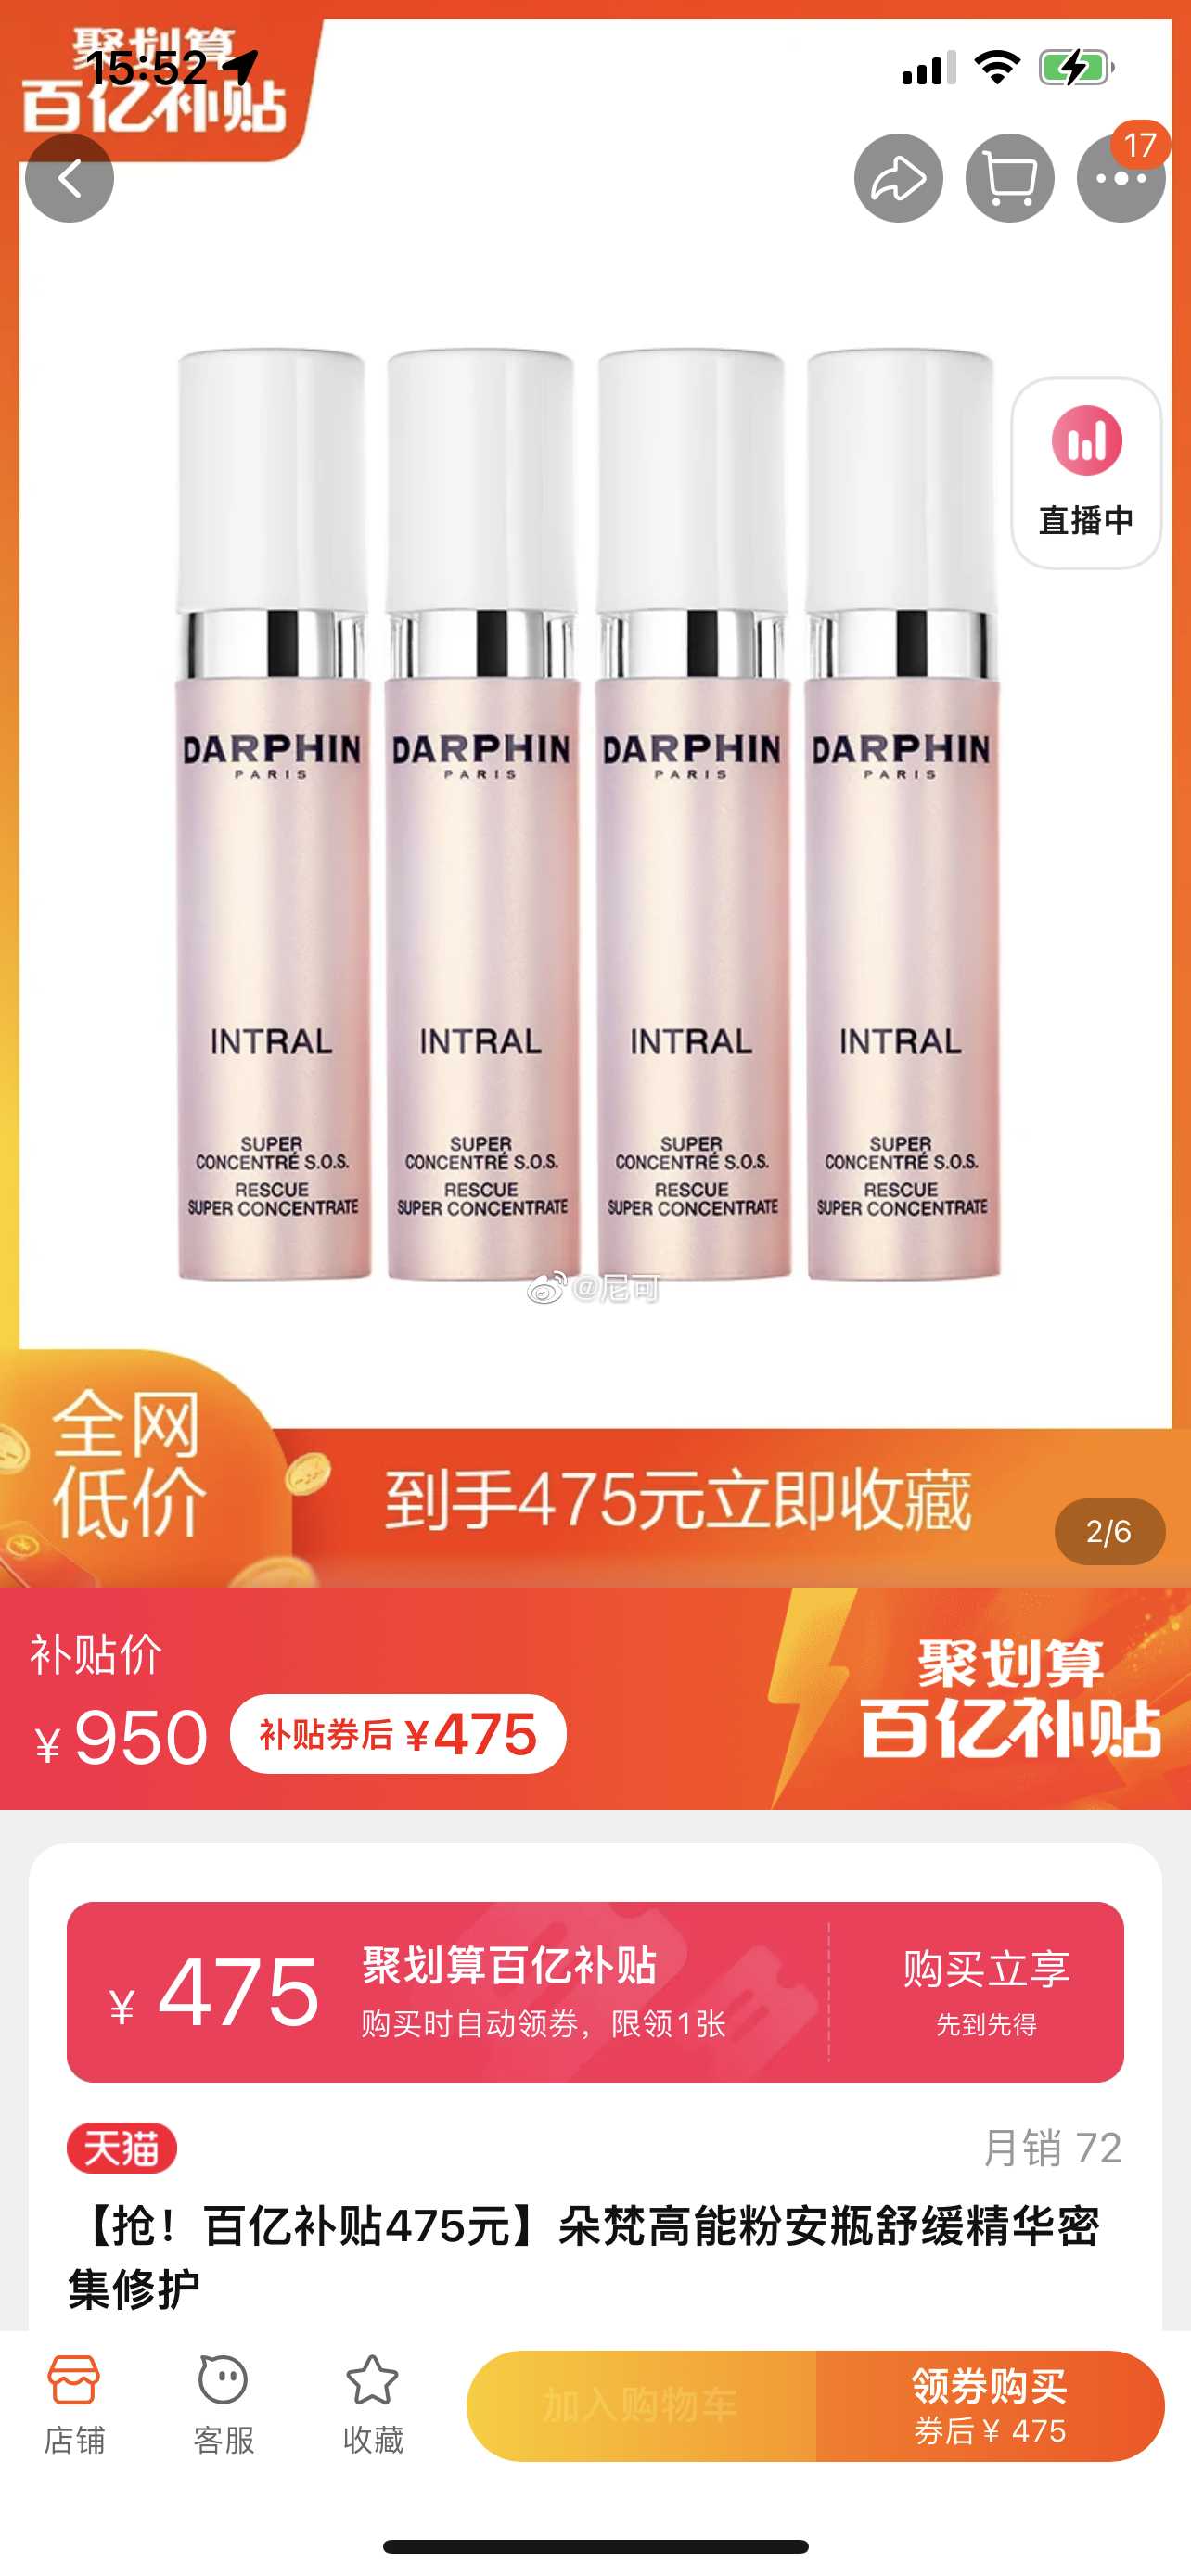 聚划算
百亿补贴
15:52
17
直播中
DARPHIN DARPHIN DARPHIN DARPHIN
PARIS PARIS PARIS PARIS
INTRAL INTRAL INTRAL INTRAL
SUPER SUPER SUPER SUPER
CONCENTRÉ S.O.S. CONCENTRÉ S.O.S. CONCENTRÉ S.O.S. CONCENTRÉ S.O.S.
RESCUE RESCUE RESCUE RESCUE
SUPER CONCENTRATE SUPER CONCENTRATE SUPER CONCENTRATE SUPER CONCENTRATE
@尼可
全网
低价
到手475元立即收藏
2/6
补贴价
¥950 补贴券后¥475
聚划算
百亿补贴
¥475
聚划算百亿补贴
购买时自动领券，限领1张
购买立享
先到先得
天猫
月销 72
【抢！百亿补贴475元】朵梵高能粉安瓶舒缓精华密
集修护
店铺
客服
收藏
加入购物车
领券购买
券后¥ 475